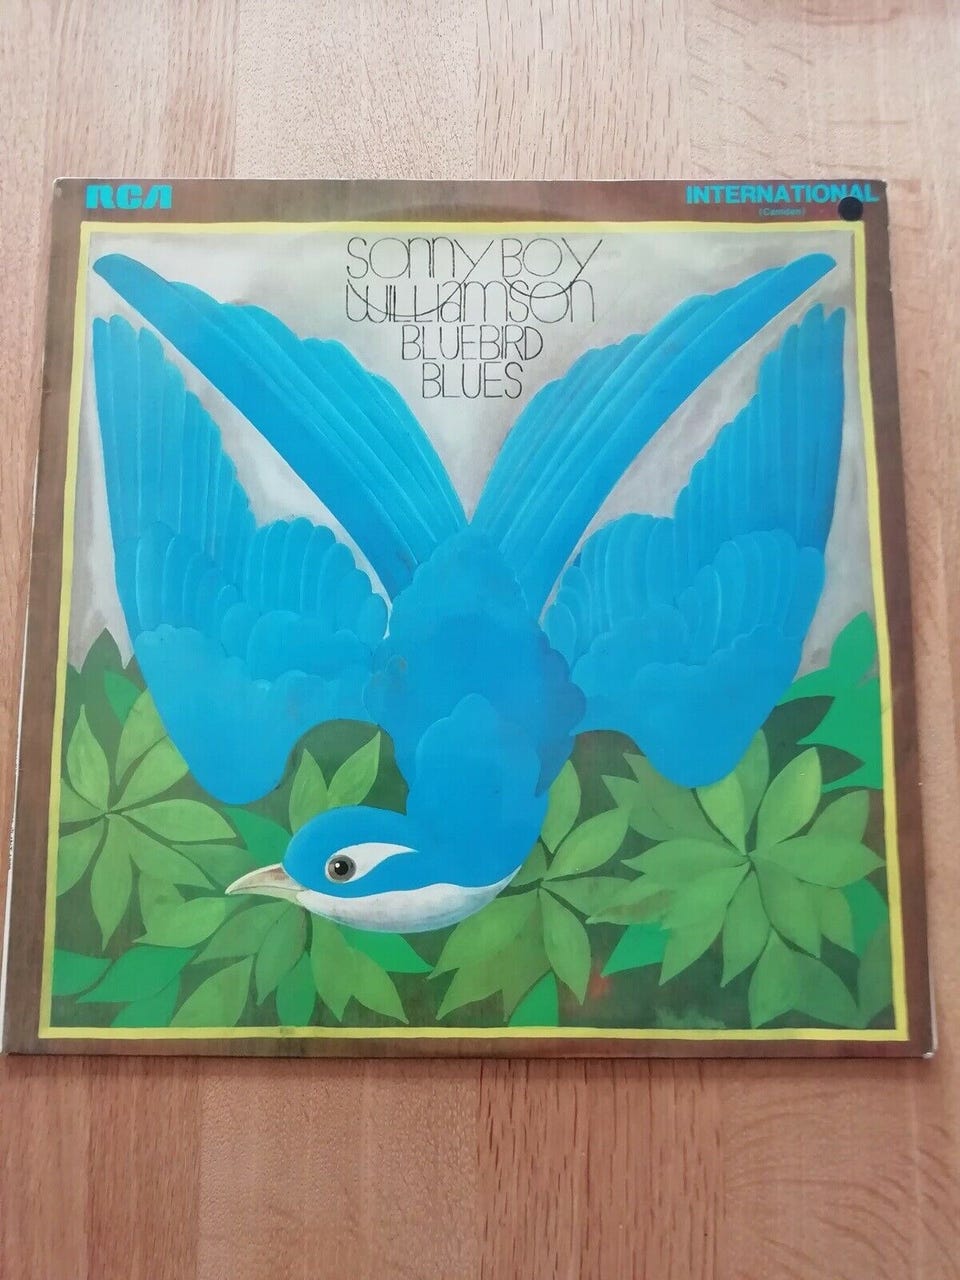 RCA
INTERNATIONAL
(Camden)
SONNY BOY
WILLIAMSON
BLUEBIRD
BLUES